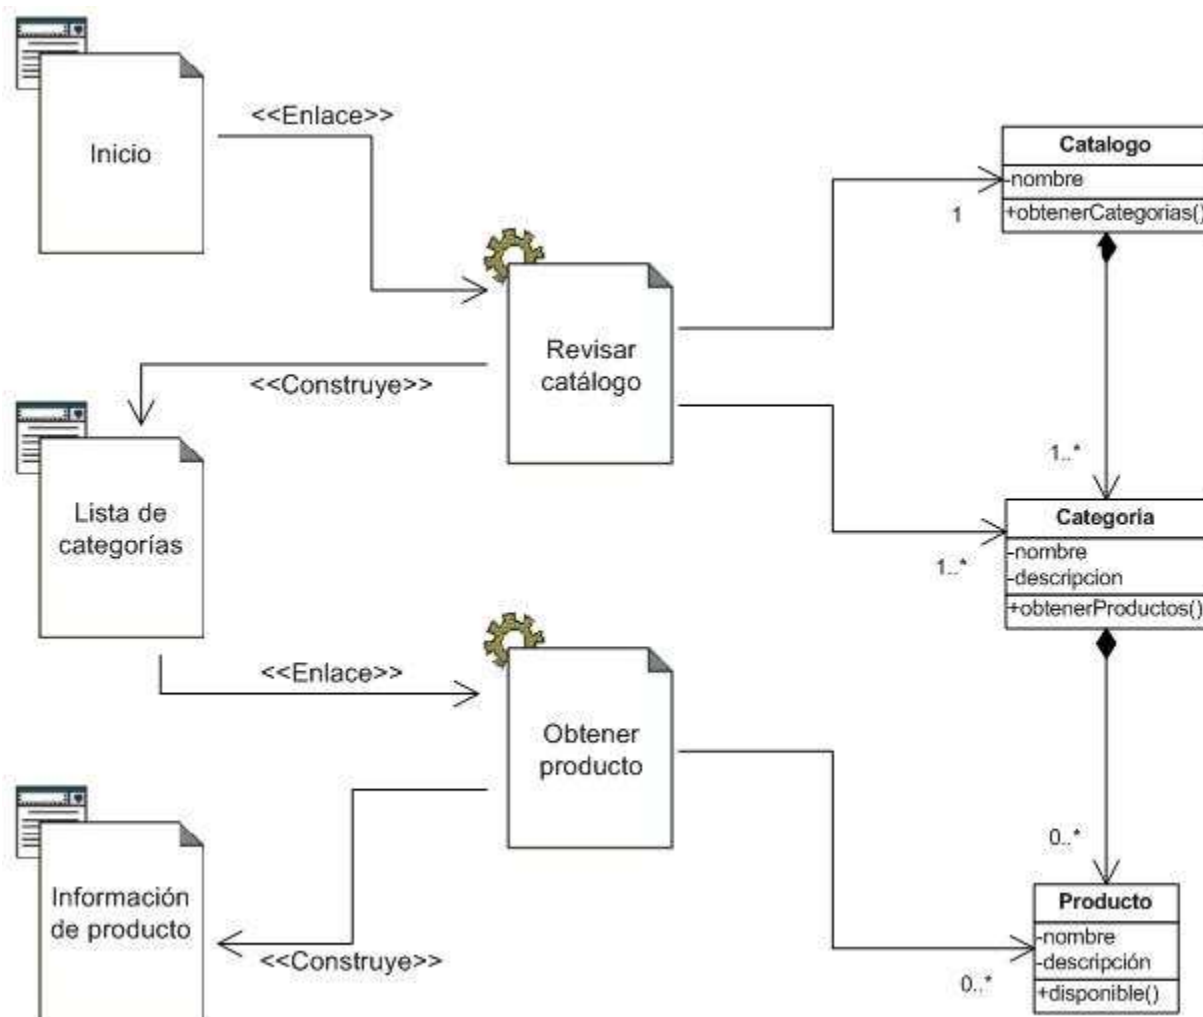 <<Enlace>>
Inicio
Catalogo
-nombre
+obtenerCategorias()
1
Revisar
catálogo
<<Construye>>
1..*
Lista de
categorías
Categoria
-nombre
-descripcion
+obtenerProductos()
1..*
<<Enlace>>
Obtener
producto
0..*
Información
de producto
Producto
-nombre
-descripción
+disponible()
<<Construye>>
0..*